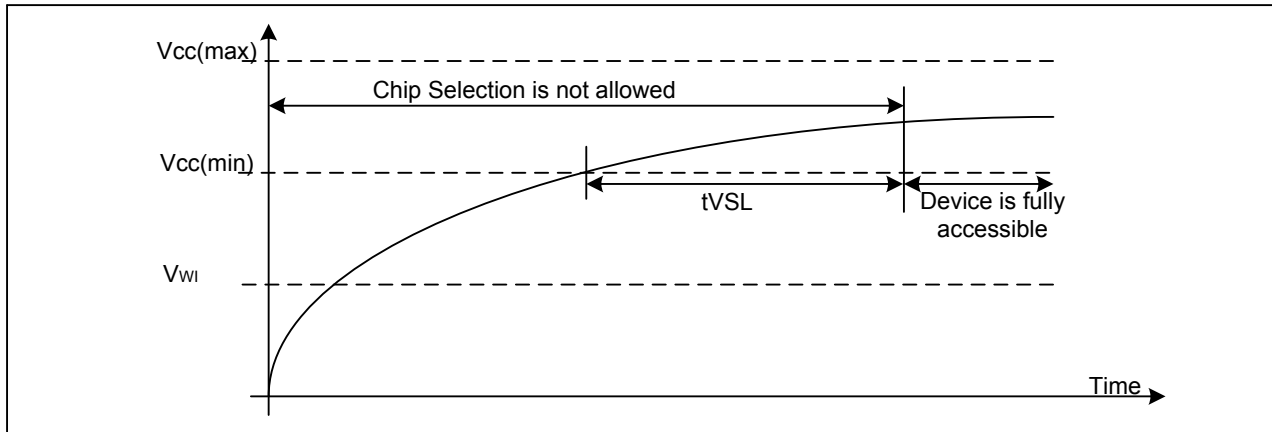 Vcc(max)
Chip Selection is not allowed
Vcc(min)
tVSL
Device is fully
accessible
VWI
Time